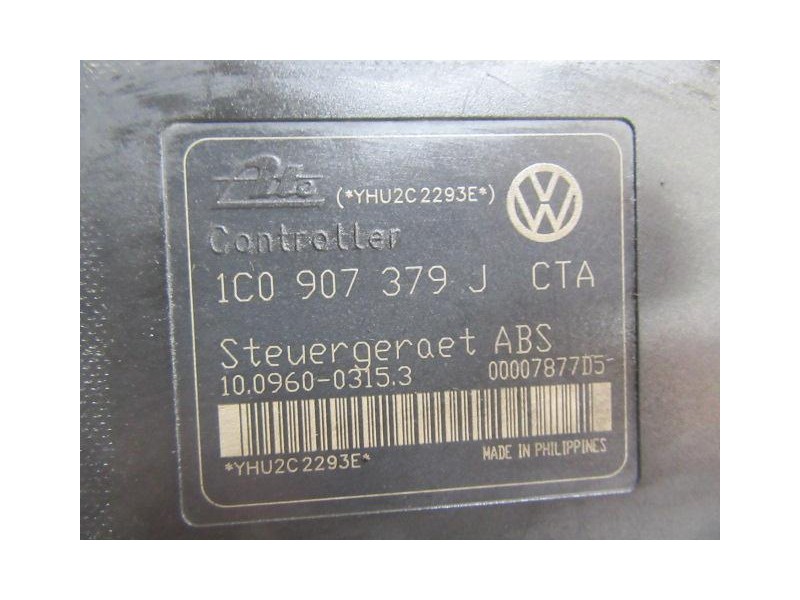 Ate (*YHU2C2293E*)
Controller
1C0 907 379 J CTA
Steuergeraet ABS
10.0960-0315.3 00007877D5
*YHU2C2293E* MADE IN PHILIPPINES